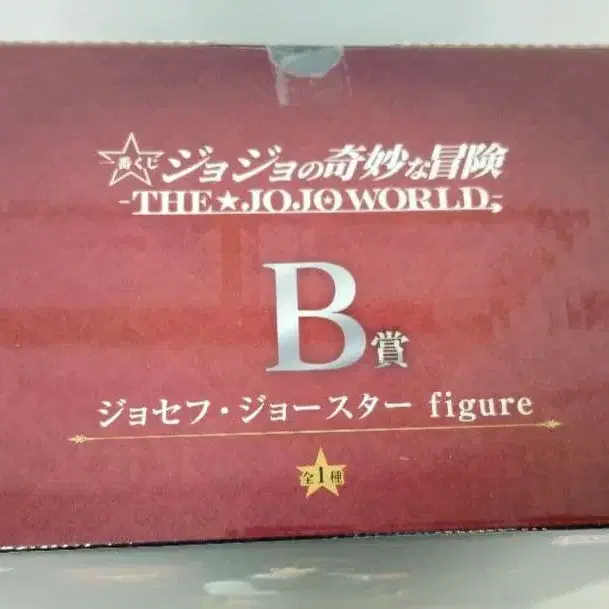 一番くじ ジョジョの奇妙な冒険
-THE★JOJO WORLD-
B賞
ジョセフ・ジョースター figure
全1種